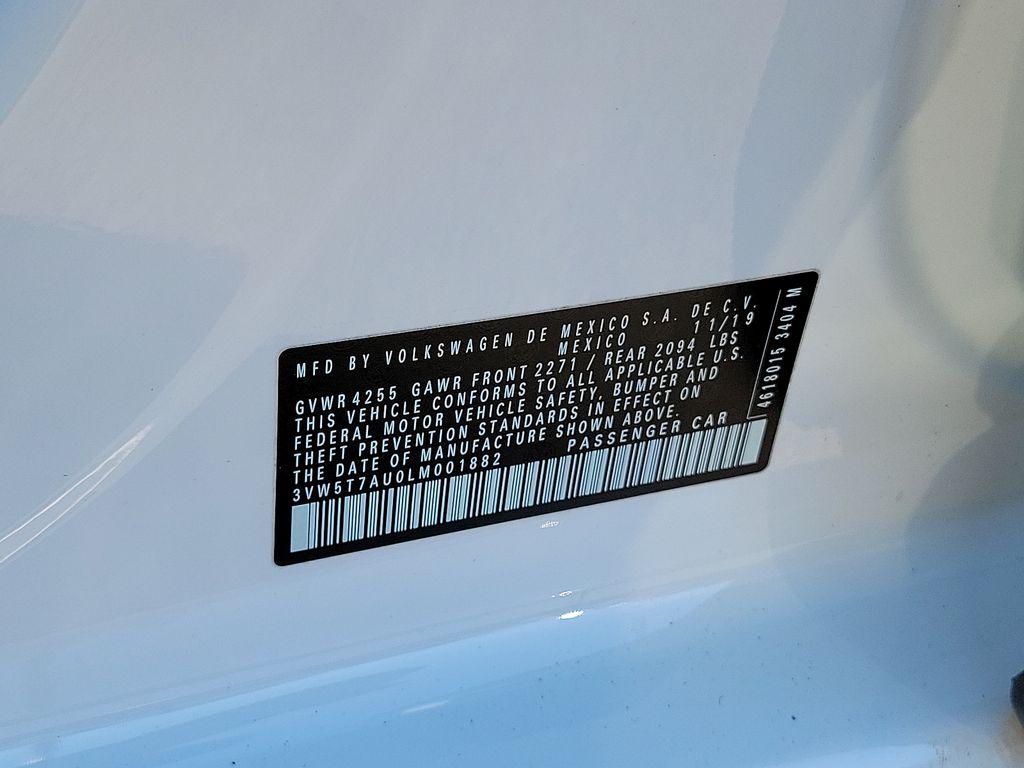 MFD BY VOLKSWAGEN DE MEXICO S.A. DE C.V.
MEXICO 11/19
GVWR 4255 GAWR FRONT 2271 / REAR 2094 LBS
THIS VEHICLE CONFORMS TO ALL APPLICABLE U.S.
FEDERAL MOTOR VEHICLE SAFETY, BUMPER AND
THEFT PREVENTION STANDARDS IN EFFECT ON
THE DATE OF MANUFACTURE SHOWN ABOVE.
3VW5T7AU0LM001882 PASSENGER CAR
4618015 3404 M